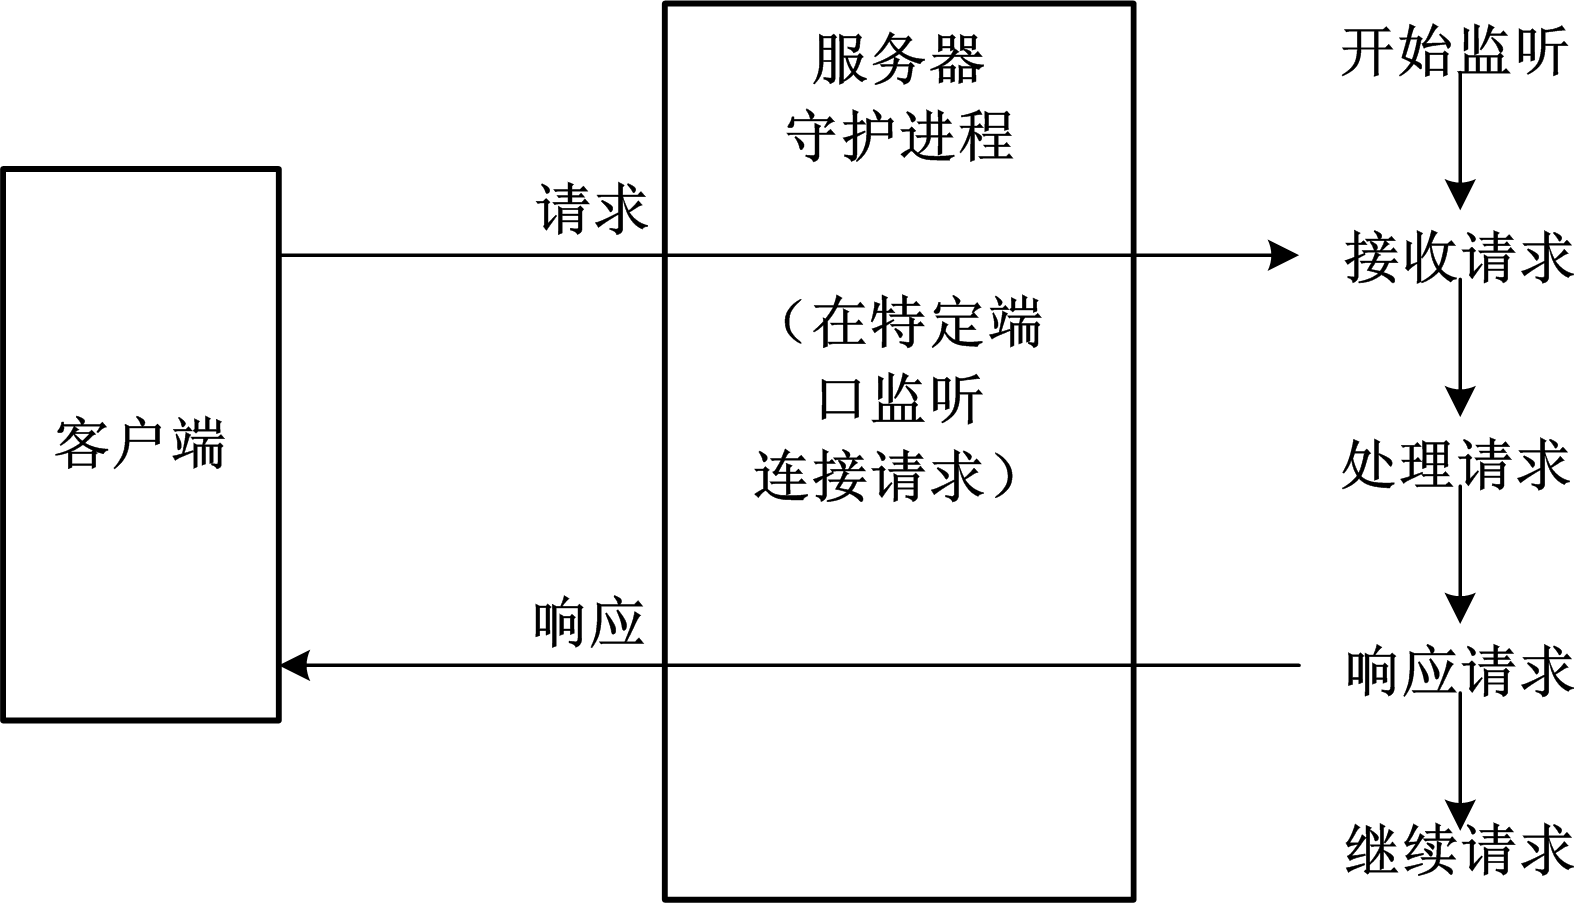 服务器
守护进程
开始监听
请求
接收请求
（在特定端
口监听
连接请求）
客户端
处理请求
响应
响应请求
继续请求